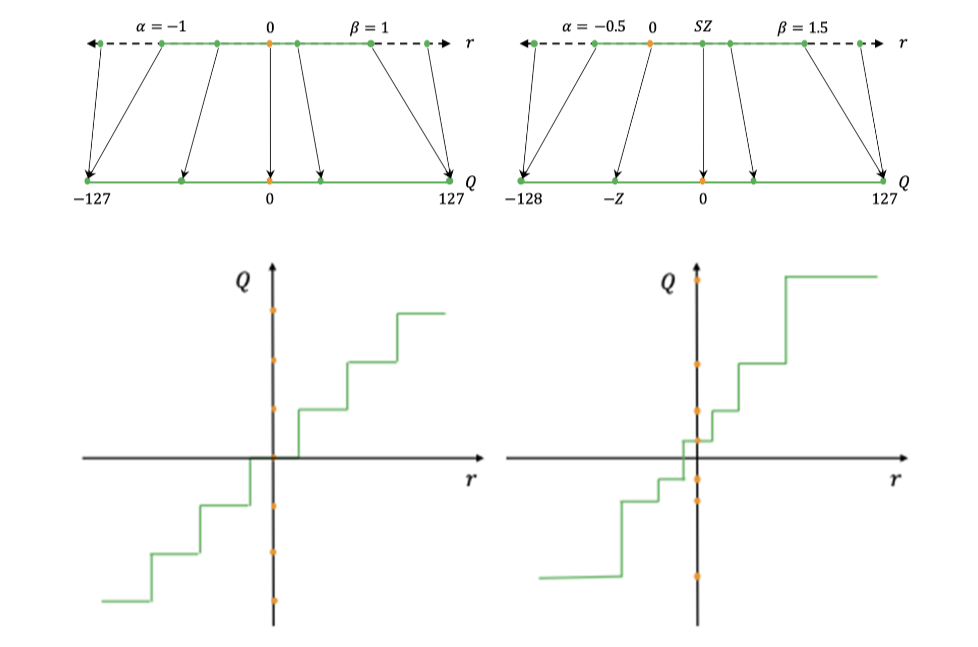 α = −1 0 β = 1 r
−127 0 127 Q
α = −0.5 0 SZ β = 1.5 r
−128 −Z 0 127 Q
Q
r
Q
r